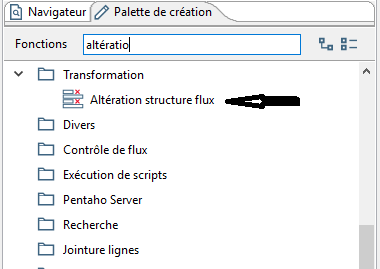 Navigateur Palette de création
Fonctions altératio
Transformation
Altération structure flux
Divers
Contrôle de flux
Exécution de scripts
Pentaho Server
Recherche
Jointure lignes